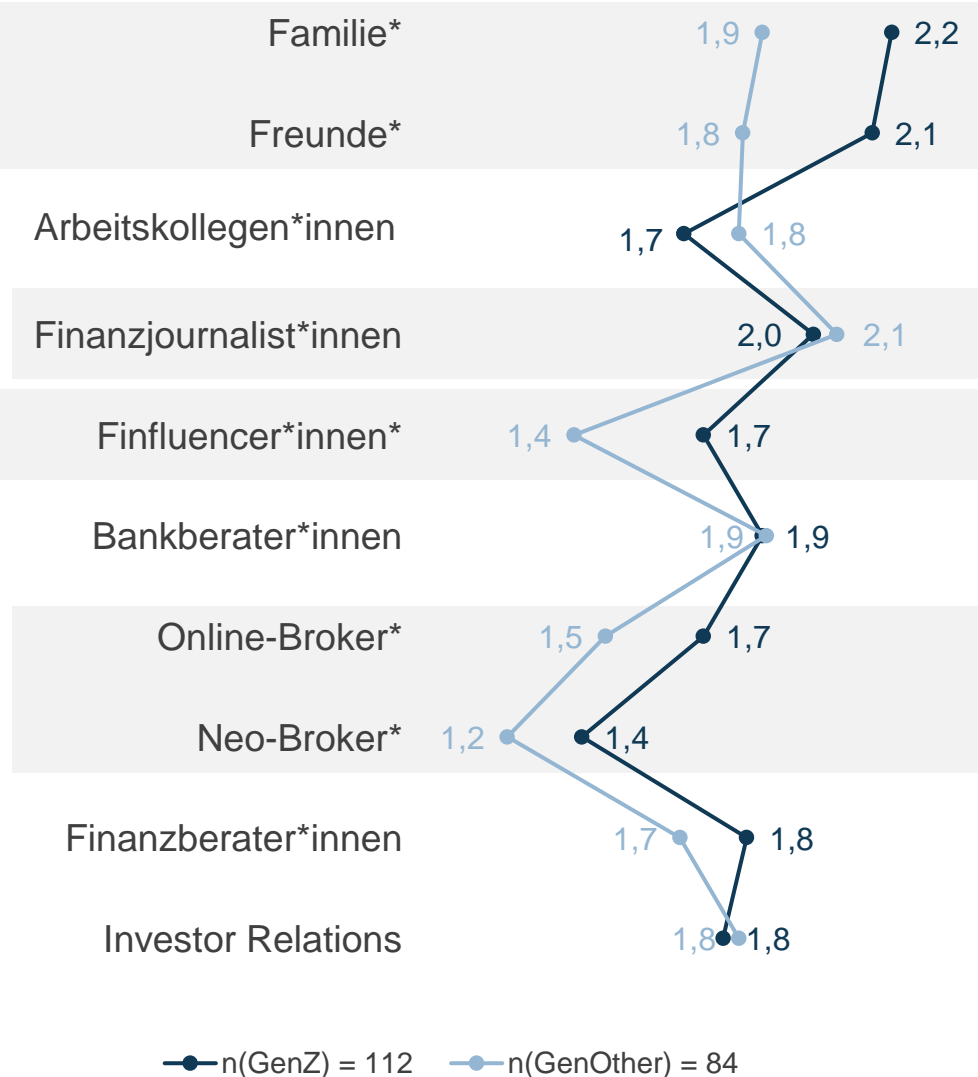 Familie* 1,9 2,2
Freunde* 1,8 2,1
Arbeitskollegen*innen 1,7 1,8
Finanzjournalist*innen 2,0 2,1
Finfluencer*innen* 1,4 1,7
Bankberater*innen 1,9 1,9
Online-Broker* 1,5 1,7
Neo-Broker* 1,2 1,4
Finanzberater*innen 1,7 1,8
Investor Relations 1,8 1,8
n(GenZ) = 112 n(GenOther) = 84